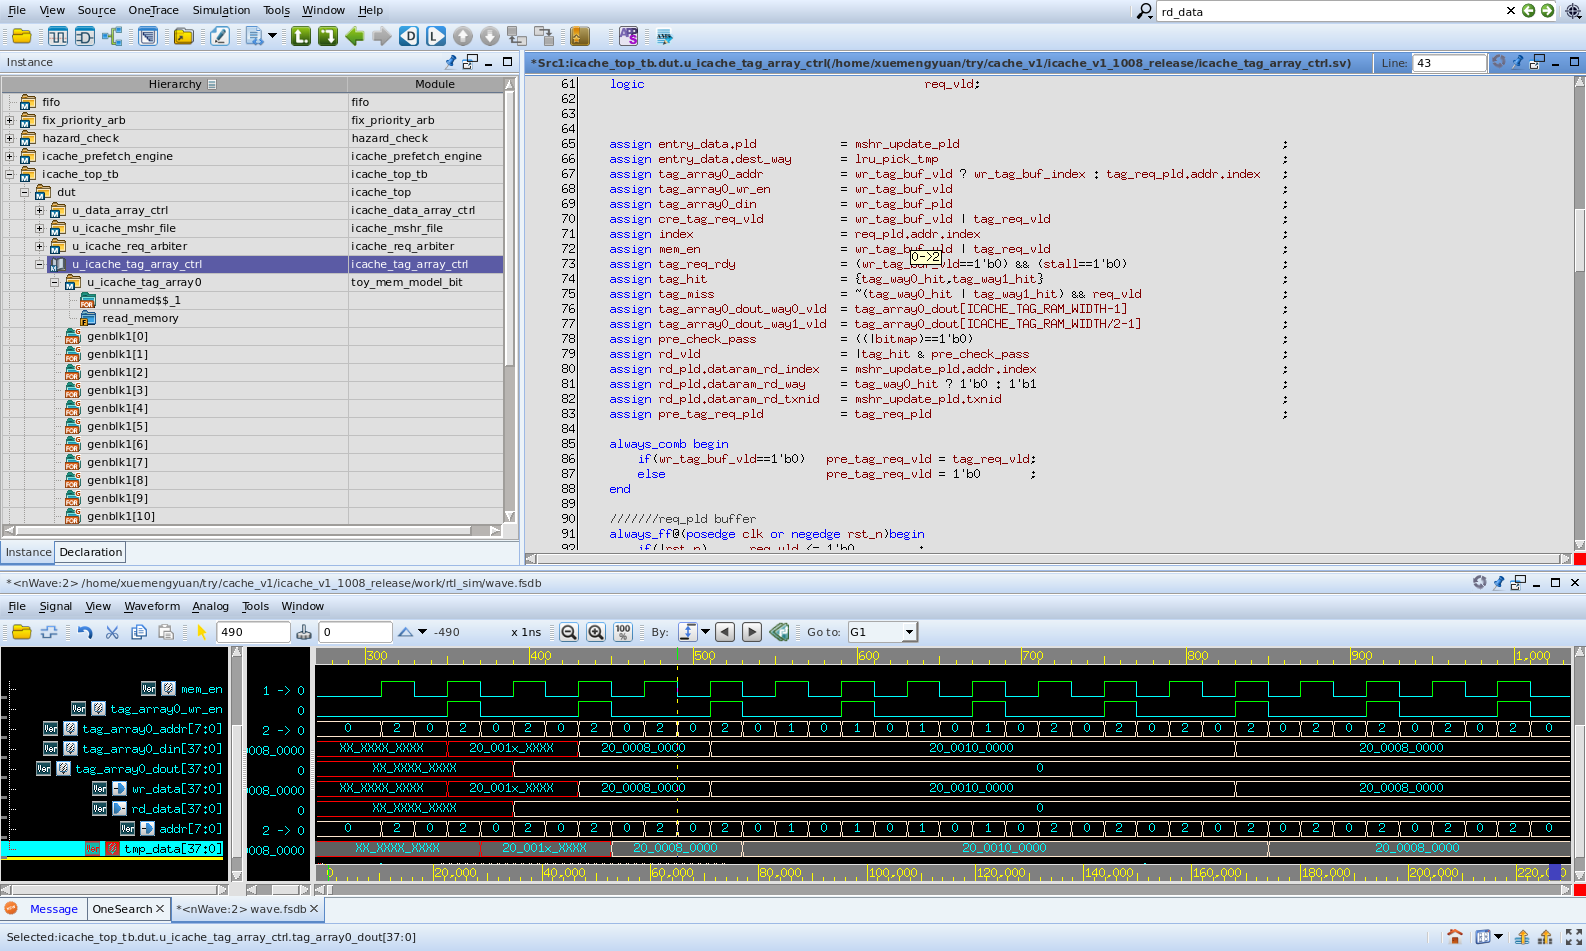 File View Source OneTrace Simulation Tools Window Help
rd_data
Instance
*Src1:icache_top_tb.dut.u_icache_tag_array_ctrl(/home/xuemengyuan/try/cache_v1/icache_v1_1008_release/icache_tag_array_ctrl.sv)
Line: 43
Hierarchy Module
fifo fifo
fix_priority_arb fix_priority_arb
hazard_check hazard_check
icache_prefetch_engine icache_prefetch_engine
icache_top_tb icache_top_tb
dut icache_top
u_data_array_ctrl icache_data_array_ctrl
u_icache_mshr_file icache_mshr_file
u_icache_req_arbiter icache_req_arbiter
u_icache_tag_array_ctrl icache_tag_array_ctrl
u_icache_tag_array0 toy_mem_model_bit
unnamed$$_1
read_memory
genblk1[0]
genblk1[1]
genblk1[2]
genblk1[3]
genblk1[4]
genblk1[5]
genblk1[6]
genblk1[7]
genblk1[8]
genblk1[9]
genblk1[10]
Instance Declaration
61 logic req_vld;
62
63
64
65 assign entry_data.pld = mshr_update_pld ;
66 assign entry_data.dest_way = lru_pick_tmp ;
67 assign tag_array0_addr = wr_tag_buf_vld ? wr_tag_buf_index : tag_req_pld.addr.index ;
68 assign tag_array0_wr_en = wr_tag_buf_vld ;
69 assign tag_array0_din = wr_tag_buf_pld ;
70 assign cre_tag_req_vld = wr_tag_buf_vld | tag_req_vld ;
71 assign index = req_pld.addr.index ;
72 assign mem_en = wr_tag_buf_vld | tag_req_vld ;
0->2
73 assign tag_req_rdy = (wr_tag_buf_vld==1'b0) && (stall==1'b0) ;
74 assign tag_hit = {tag_way0_hit,tag_way1_hit} ;
75 assign tag_miss = ~(tag_way0_hit | tag_way1_hit) && req_vld ;
76 assign tag_array0_dout_way0_vld = tag_array0_dout[ICACHE_TAG_RAM_WIDTH-1] ;
77 assign tag_array0_dout_way1_vld = tag_array0_dout[ICACHE_TAG_RAM_WIDTH/2-1] ;
78 assign pre_check_pass = ((|bitmap)==1'b0) ;
79 assign rd_vld = |tag_hit & pre_check_pass ;
80 assign rd_pld.dataram_rd_index = mshr_update_pld.addr.index ;
81 assign rd_pld.dataram_rd_way = tag_way0_hit ? 1'b0 : 1'b1 ;
82 assign rd_pld.dataram_rd_txnid = mshr_update_pld.txnid ;
83 assign pre_tag_req_pld = tag_req_pld ;
84
85 always_comb begin
86 if(wr_tag_buf_vld==1'b0) pre_tag_req_vld = tag_req_vld;
87 else pre_tag_req_vld = 1'b0 ;
88 end
89
90 ///////req_pld buffer
91 always_ff@(posedge clk or negedge rst_n)begin
92 if(!rst_n) req_vld <= 1'b0 ;
*<nWave:2> /home/xuemengyuan/try/cache_v1/icache_v1_1008_release/work/rtl_sim/wave.fsdb
File Signal View Waveform Analog Tools Window
490 0 -490 x 1ns 100% By: Go to: G1
300 400 500 600 700 800 900 1,000
mem_en 1 -> 0
tag_array0_wr_en 0
tag_array0_addr[7:0] 2 -> 0 0 2 0 2 0 2 0 2 0 2 0 2 0 1 0 1 0 1 0 1 0 2 0 2 0 2 0 2 0 2 0 2 0 2 0
tag_array0_din[37:0] 0008_0000 XX_XXXX_XXXX 20_001x_XXXX 20_0008_0000 20_0010_0000 20_0008_0000
tag_array0_dout[37:0] 0 XX_XXXX_XXXX 0
wr_data[37:0] 0008_0000 XX_XXXX_XXXX 20_001x_XXXX 20_0008_0000 20_0010_0000 20_0008_0000
rd_data[37:0] 0 XX_XXXX_XXXX 0
addr[7:0] 2 -> 0 0 2 0 2 0 2 0 2 0 2 0 2 0 1 0 1 0 1 0 1 0 2 0 2 0 2 0 2 0 2 0 2 0 2 0
tmp_data[37:0] 0008_0000 XX_XXXX_XXXX 20_001x_XXXX 20_0008_0000 20_0010_0000 20_0008_0000
0 20,000 40,000 60,000 80,000 100,000 120,000 140,000 160,000 180,000 200,000 220,0
Message OneSearch *<nWave:2> wave.fsdb
Selected:icache_top_tb.dut.u_icache_tag_array_ctrl.tag_array0_dout[37:0]